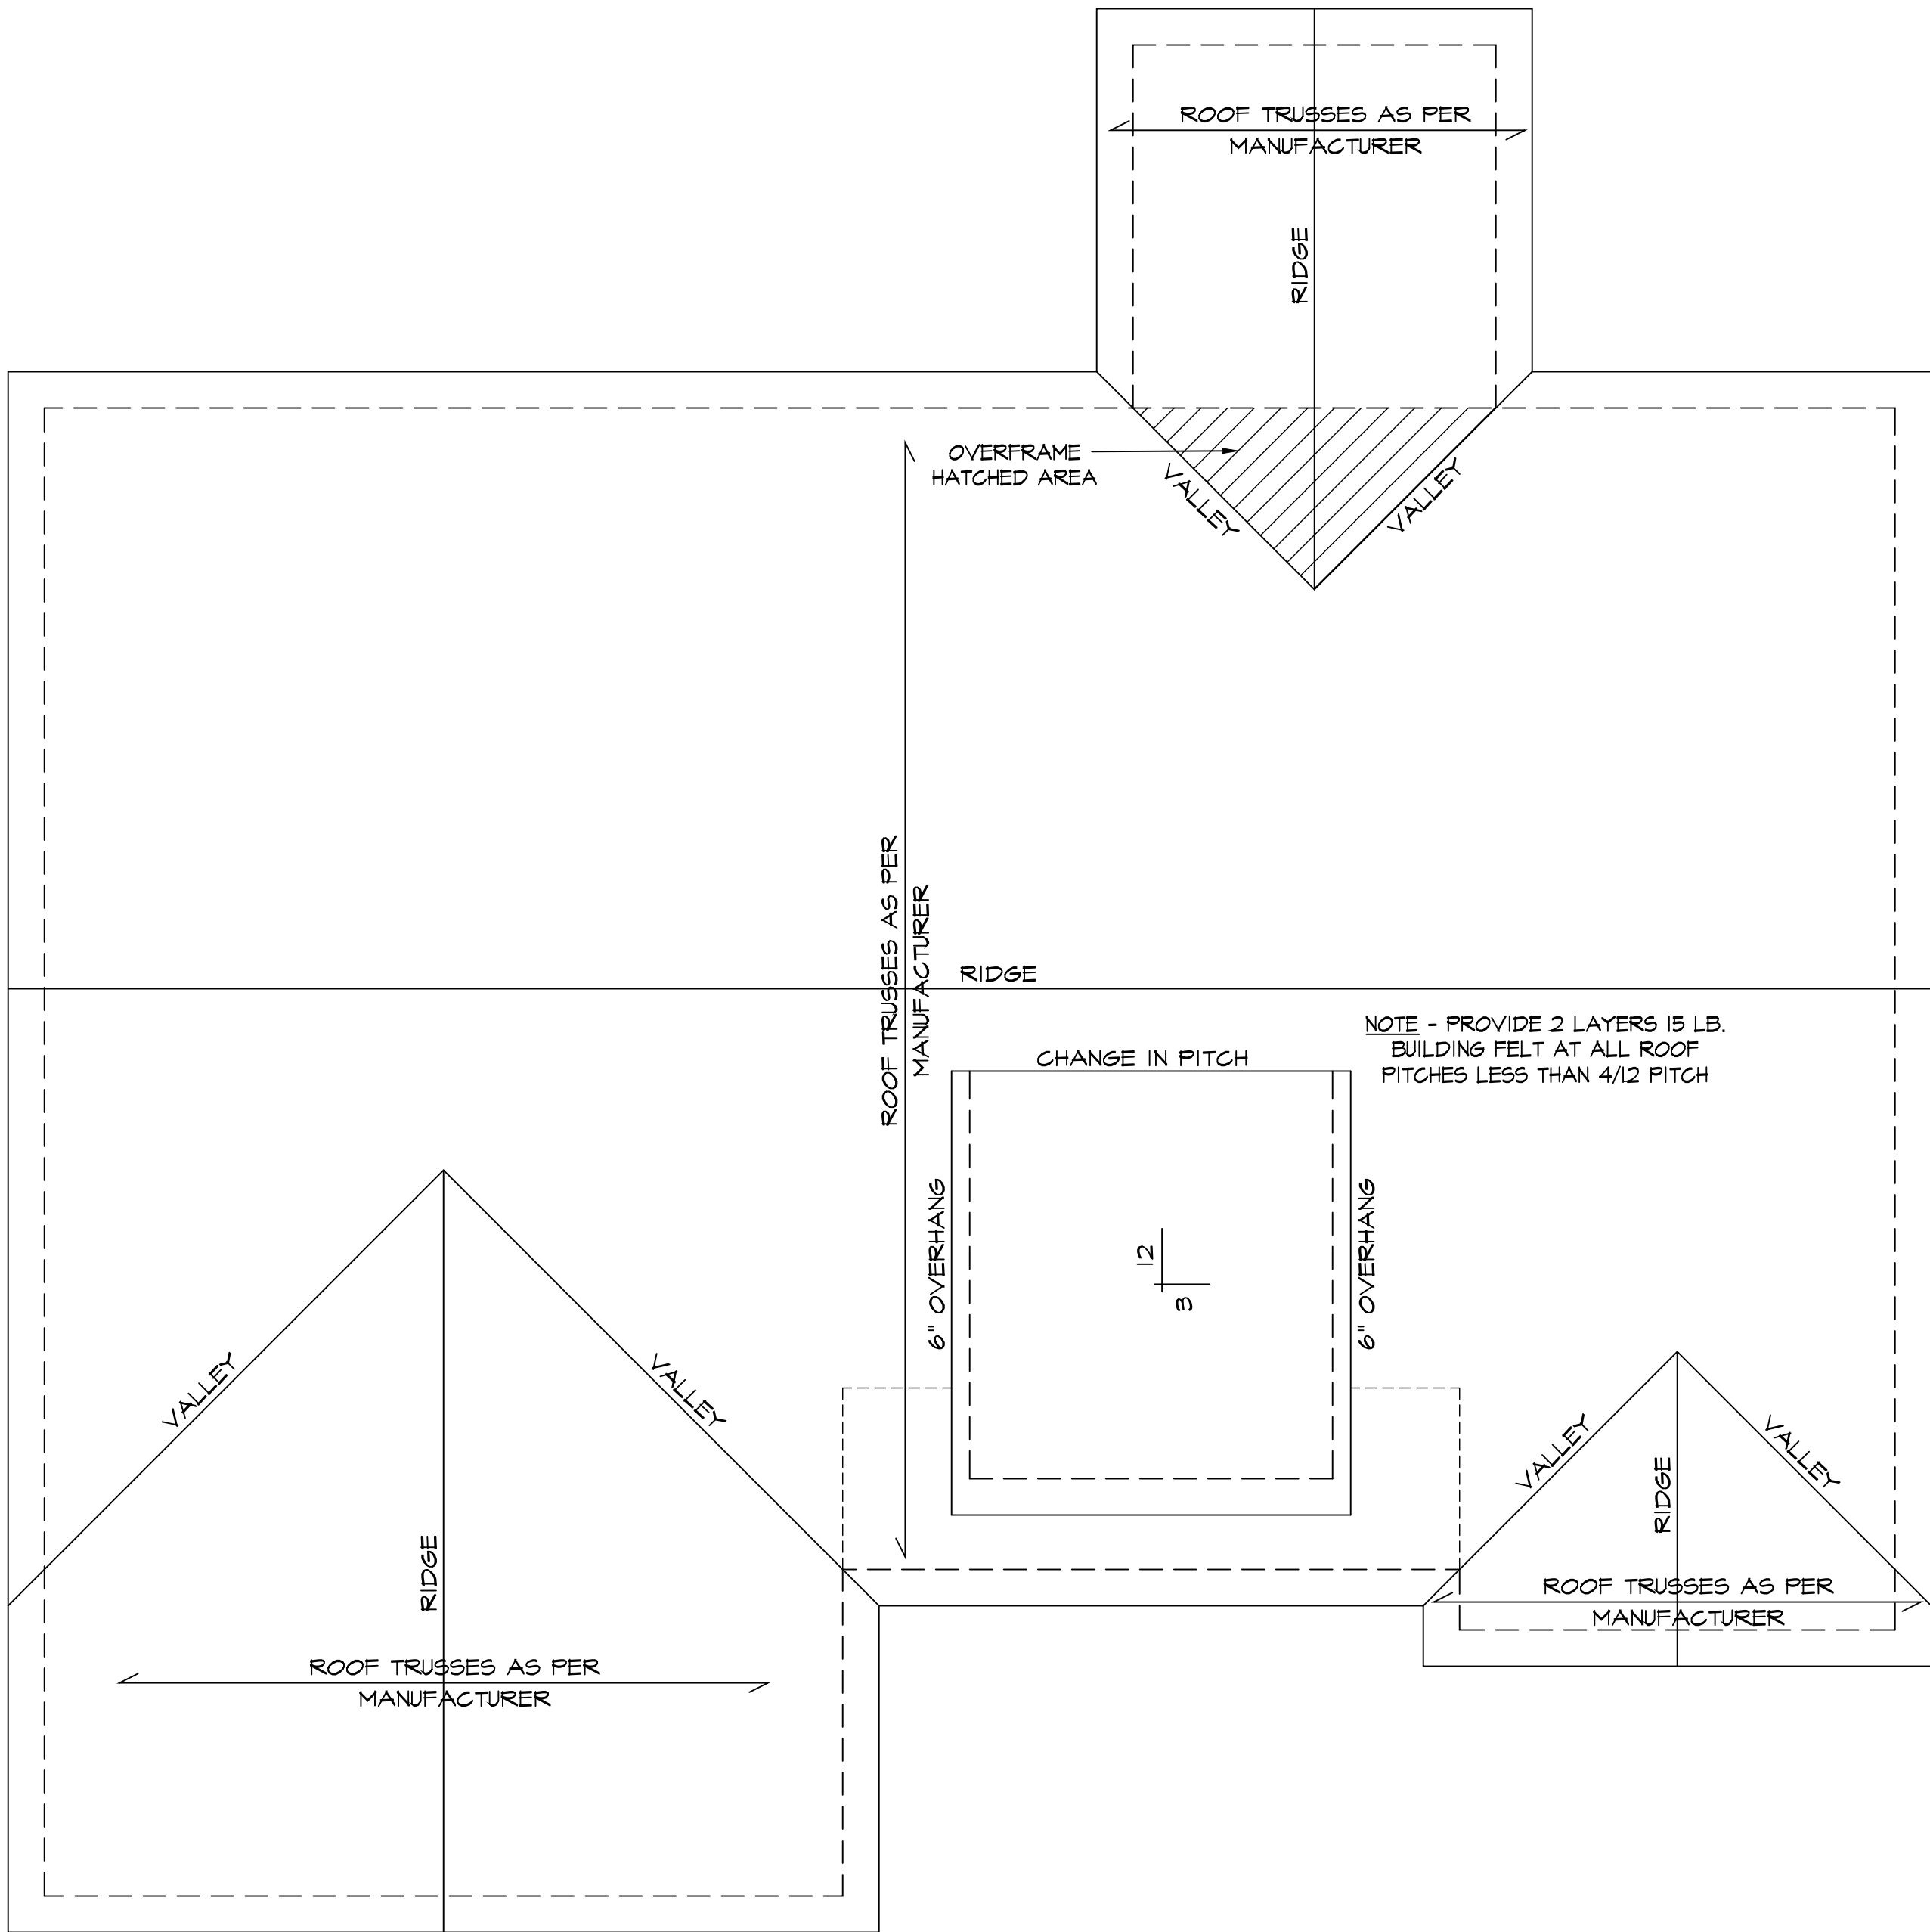 ROOF TRUSSES AS PER
MANUFACTURER
RIDGE
OVERFRAME
HATCHED AREA
VALLEY
VALLEY
ROOF TRUSSES AS PER
MANUFACTURER
RIDGE
NOTE - PROVIDE 2 LAYERS 15 LB.
BUILDING FELT AT ALL ROOF
PITCHES LESS THAN 4/12 PITCH
CHANGE IN PITCH
6" OVERHANG
12
3
6" OVERHANG
VALLEY
VALLEY
RIDGE
ROOF TRUSSES AS PER
MANUFACTURER
VALLEY
VALLEY
RIDGE
ROOF TRUSSES AS PER
MANUFACTURER